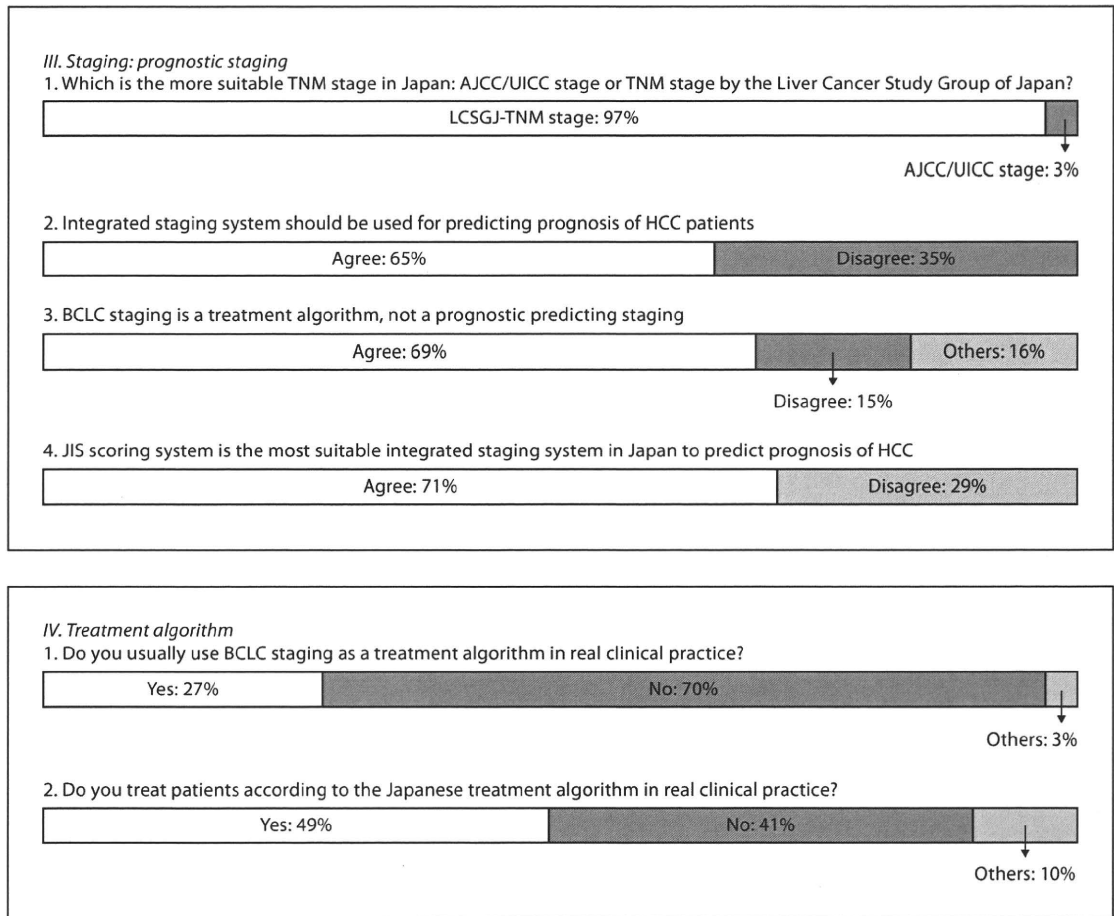 III. Staging: prognostic staging
1. Which is the more suitable TNM stage in Japan: AJCC/UICC stage or TNM stage by the Liver Cancer Study Group of Japan?
LCSGJ-TNM stage: 97%
AJCC/UICC stage: 3%
2. Integrated staging system should be used for predicting prognosis of HCC patients
Agree: 65% Disagree: 35%
3. BCLC staging is a treatment algorithm, not a prognostic predicting staging
Agree: 69% Others: 16%
Disagree: 15%
4. JIS scoring system is the most suitable integrated staging system in Japan to predict prognosis of HCC
Agree: 71% Disagree: 29%
IV. Treatment algorithm
1. Do you usually use BCLC staging as a treatment algorithm in real clinical practice?
Yes: 27% No: 70%
Others: 3%
2. Do you treat patients according to the Japanese treatment algorithm in real clinical practice?
Yes: 49% No: 41%
Others: 10%